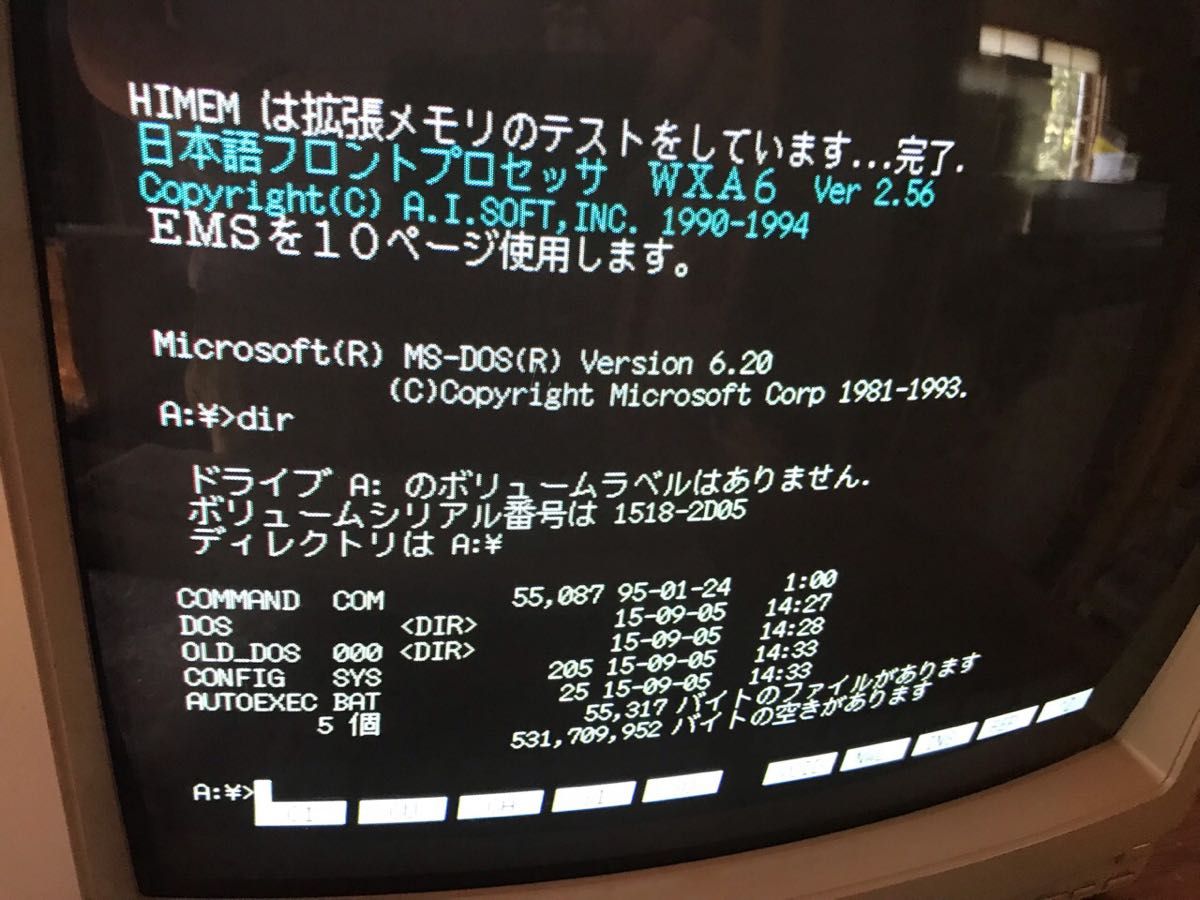 HIMEM は拡張メモリのテストをしています...完了.
日本語フロントプロセッサ　WXA6　Ver 2.56
Copyright(C) A.I.SOFT,INC. 1990-1994
EMSを10ページ使用します。
Microsoft(R) MS-DOS(R) Version 6.20
(C)Copyright Microsoft Corp 1981-1993.
A:¥>dir
ドライブ A: のボリュームラベルはありません.
ボリュームシリアル番号は 1518-2D05
ディレクトリは A:¥
COMMAND COM 55,087 95-01-24 1:00
DOS <DIR> 15-09-05 14:27
OLD_DOS 000 <DIR> 15-09-05 14:28
CONFIG SYS 205 15-09-05 14:33
AUTOEXEC BAT 25 15-09-05 14:33
5 個 55,317 バイトのファイルがあります
531,709,952 バイトの空きがあります
A:¥>
C1 CU CA